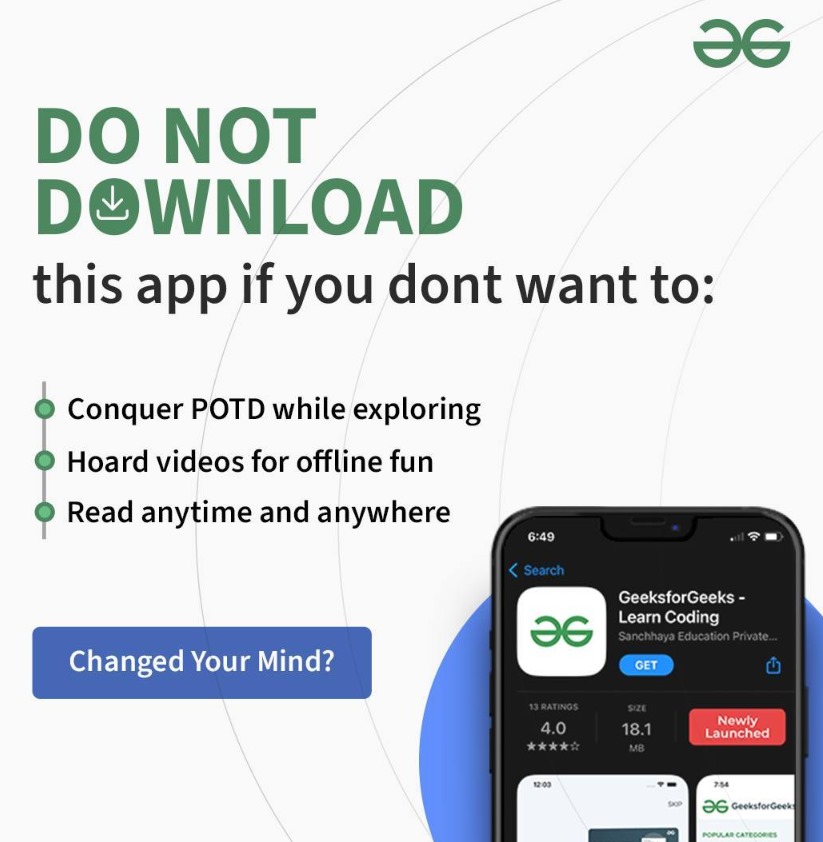 DO NOT
DOWNLOAD
this app if you dont want to:
Conquer POTD while exploring
Hoard videos for offline fun
Read anytime and anywhere
Changed Your Mind?
6:49
Search
GeeksforGeeks -
Learn Coding
Sanchhaya Education Private...
GET
13 RATINGS
4.0
SIZE
18.1
MB
Newly
Launched
12:03
SKIP
7:54
GeeksforGeeks
POPULAR CATEGORIES